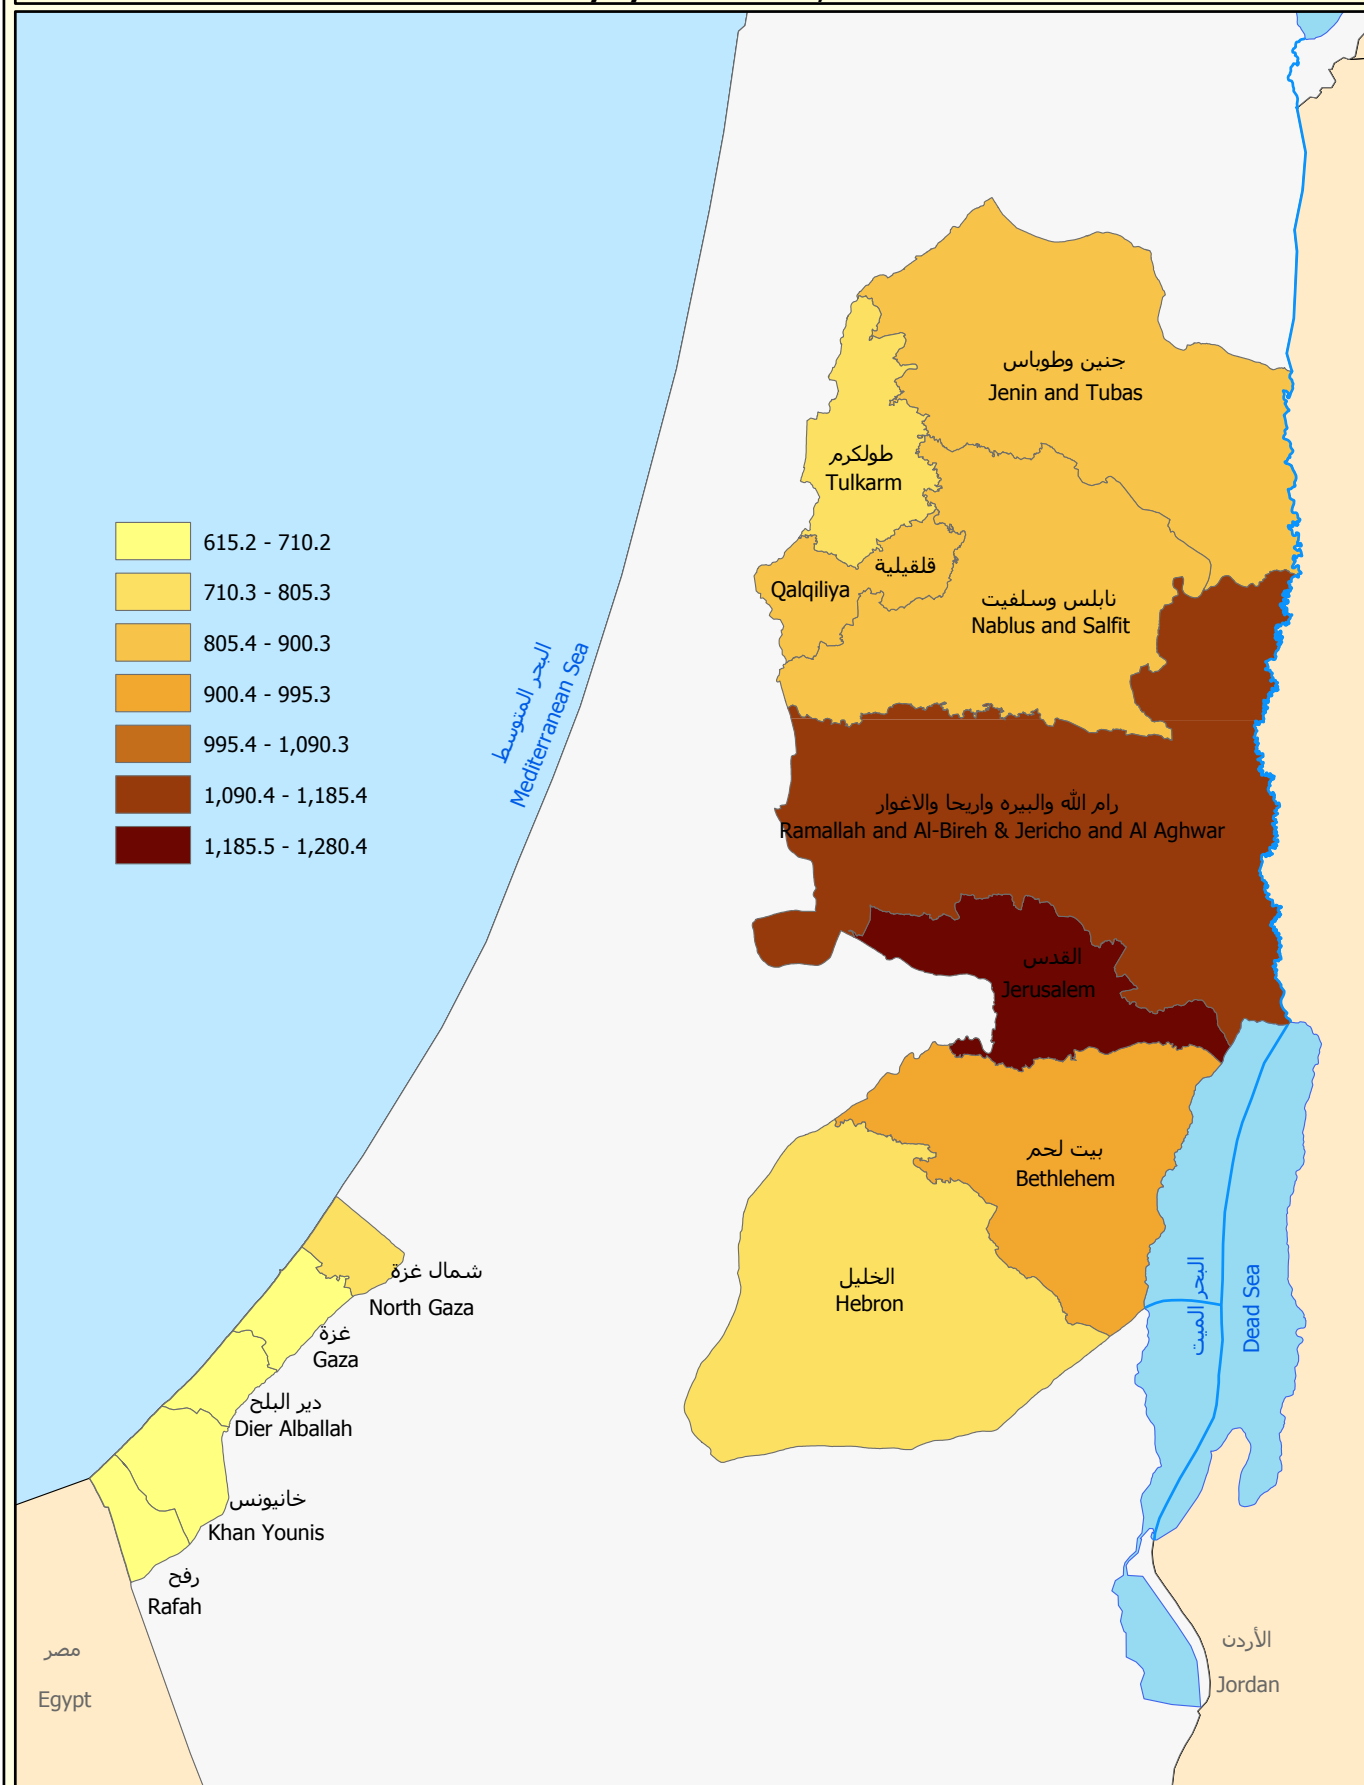 جنين وطوباس
Jenin and Tubas
طولكرم
Tulkarm
قلقيلية
Qalqiliya
نابلس وسلفيت
Nablus and Salfit
615.2 - 710.2
710.3 - 805.3
805.4 - 900.3
900.4 - 995.3
995.4 - 1,090.3
1,090.4 - 1,185.4
1,185.5 - 1,280.4
البحر المتوسط
Mediterranean Sea
رام الله والبيره واريحا والاغوار
Ramallah and Al-Bireh & Jericho and Al Aghwar
القدس
Jerusalem
بيت لحم
Bethlehem
الخليل
Hebron
البحر الميت
Dead Sea
شمال غزة
North Gaza
غزة
Gaza
دير البلح
Dier Alballah
خانيونس
Khan Younis
رفح
Rafah
مصر
Egypt
الأردن
Jordan